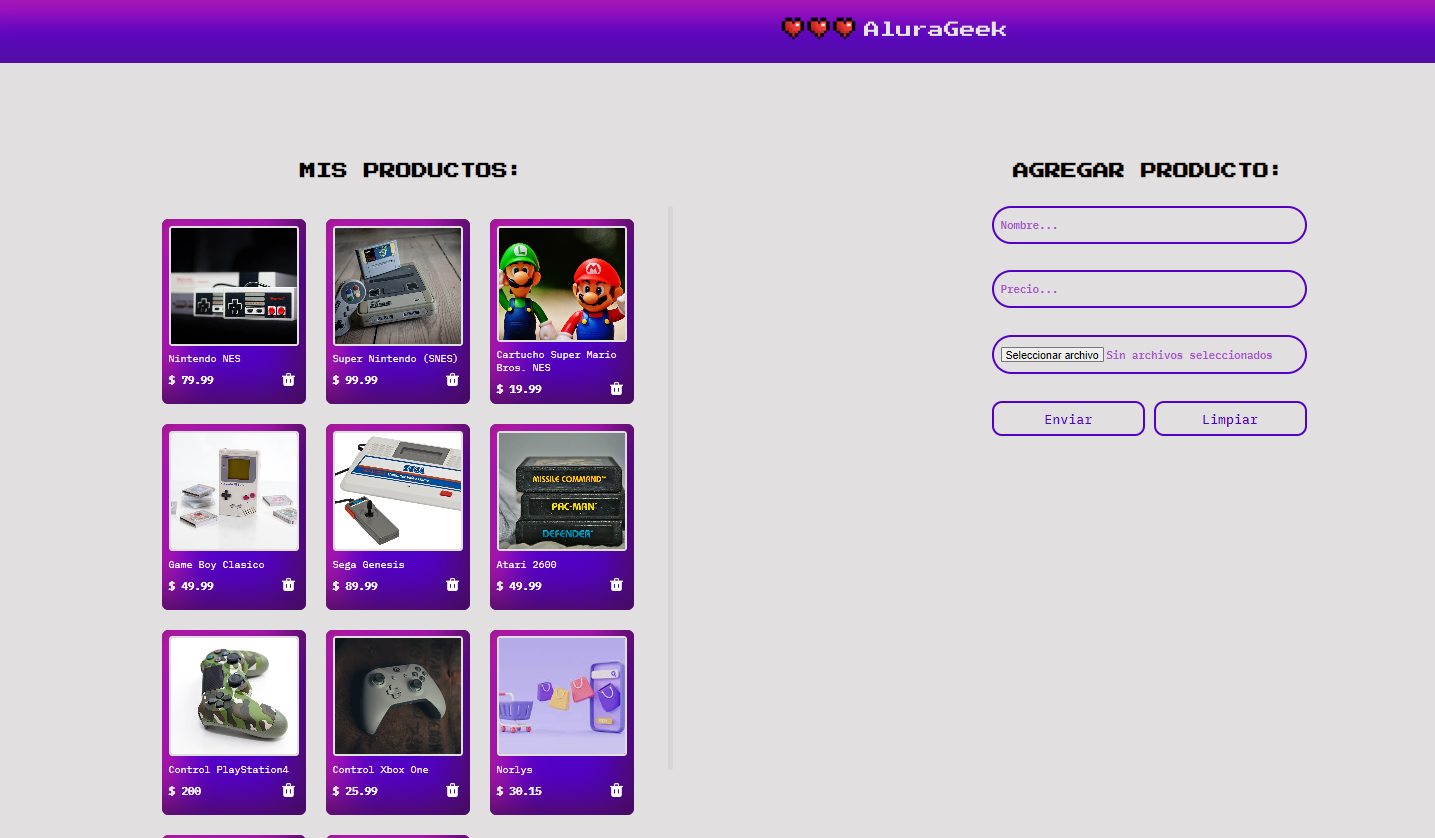 AluraGeek
MIS PRODUCTOS:
Nintendo NES
$ 79.99
Super Nintendo (SNES)
$ 99.99
Cartucho Super Mario
Bros. NES
$ 19.99
Game Boy Clasico
$ 49.99
SEGA
Sega Genesis
$ 89.99
MISSILE COMMAND™
PAC-MAN®
DEFENDER®
Atari 2600
$ 49.99
Control PlayStation4
$ 200
Control Xbox One
$ 25.99
Norlys
$ 30.15
AGREGAR PRODUCTO:
Nombre...
Precio...
Seleccionar archivo Sin archivos seleccionados
Enviar
Limpiar